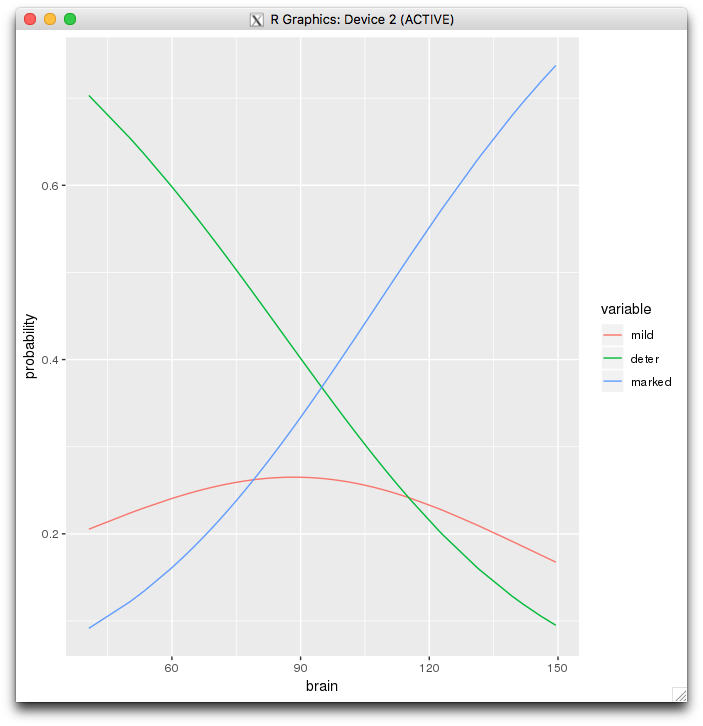 R Graphics: Device 2 (ACTIVE)
0.6
0.4
0.2
probability
60
90
120
150
brain
variable
mild
deter
marked